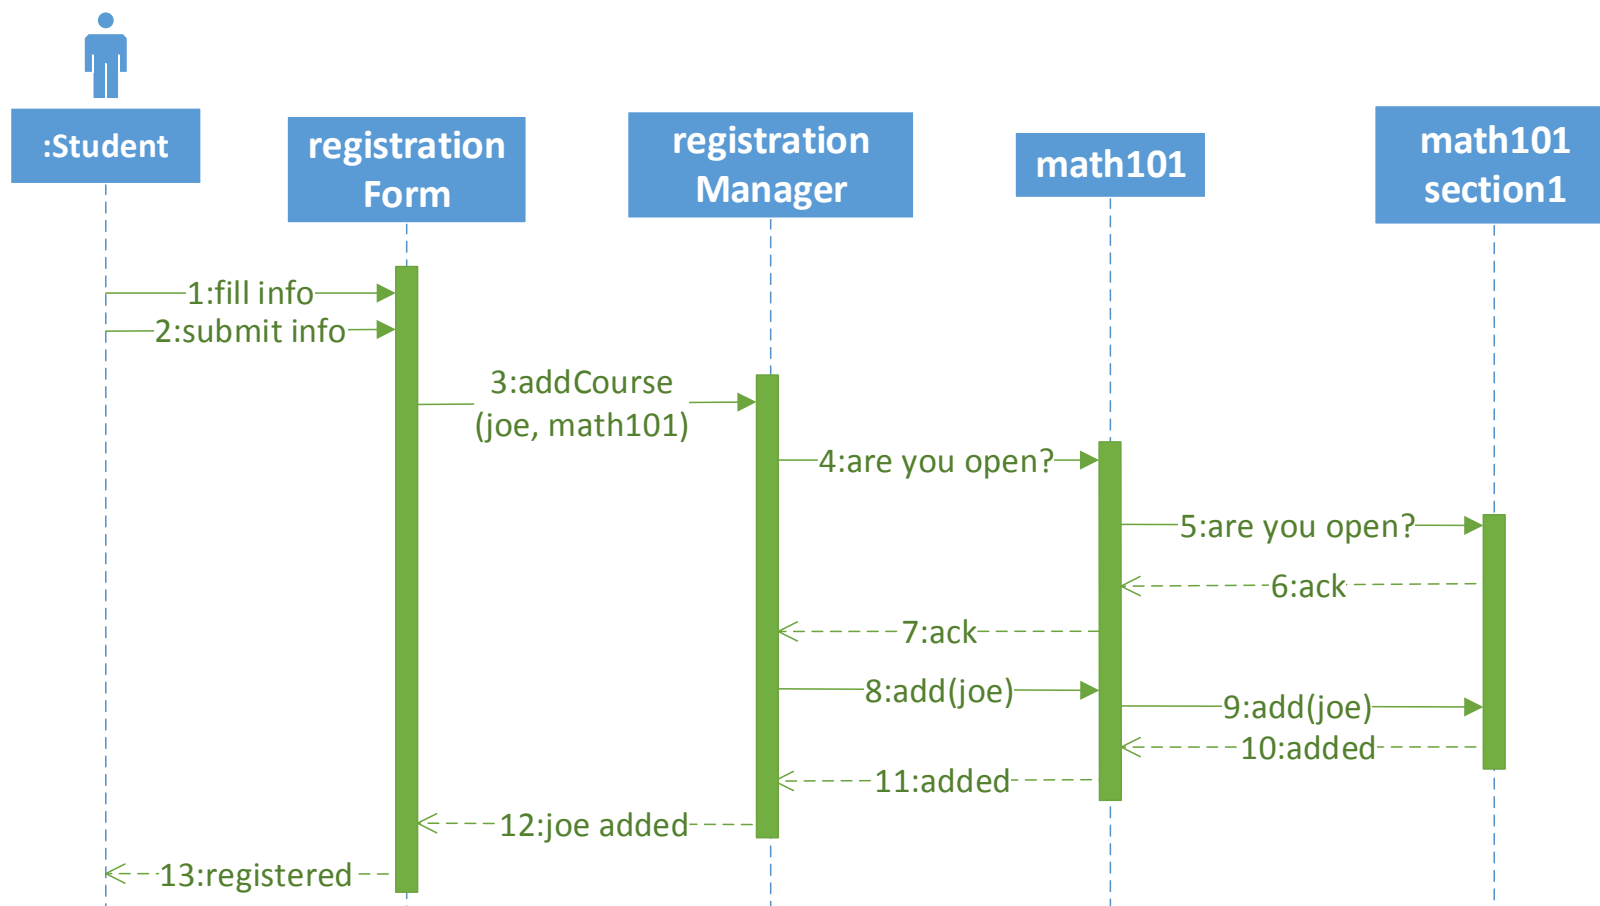 :Student
registration
Form
registration
Manager
math101
math101
section1
1:fill info
2:submit info
3:addCourse
(joe, math101)
4:are you open?
5:are you open?
6:ack
7:ack
8:add(joe)
9:add(joe)
10:added
11:added
12:joe added
13:registered